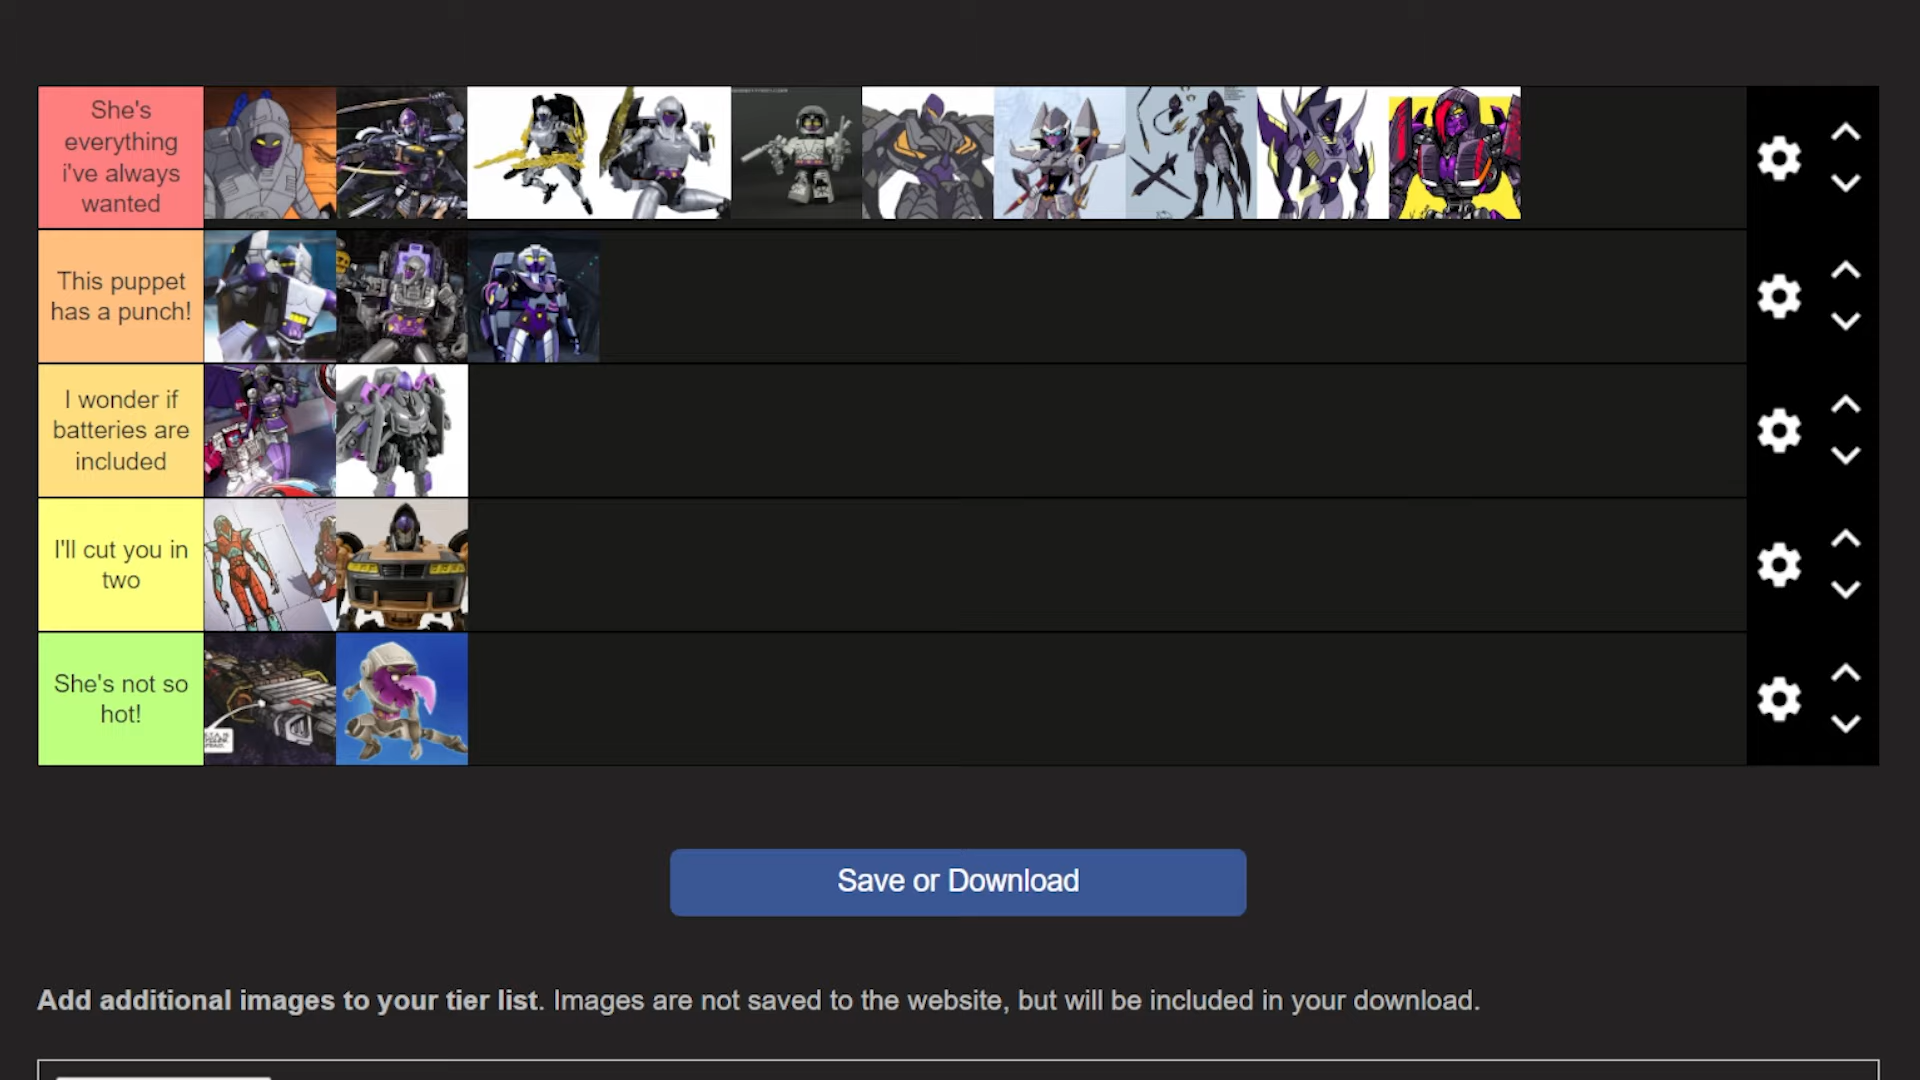 She's
everything
i've always
wanted
This puppet
has a punch!
I wonder if
batteries are
included
I'll cut you in
two
She's not so
hot!
Save or Download
Add additional images to your tier list. Images are not saved to the website, but will be included in your download.